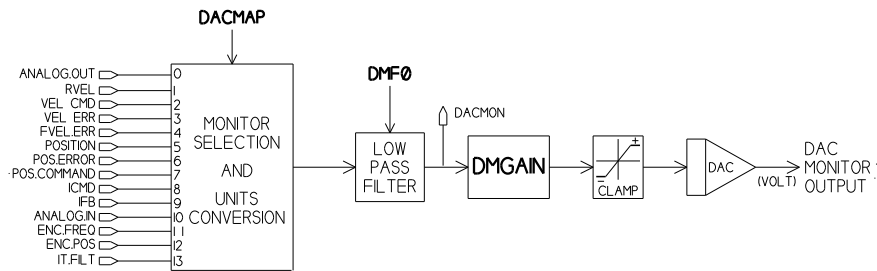 DACMAP
ANALOG.OUT 0
RVEL 1
VEL CMD 2
VEL ERR 3
FVEL.ERR 4
POSITION 5
POS.ERROR 6
POS.COMMAND 7
ICMD 8
IFB 9
ANALOG.IN 10
ENC.FREQ 11
ENC.POS 12
IT.FILT 13
MONITOR
SELECTION
AND
UNITS
CONVERSION
DMF0
LOW
PASS
FILTER
DACMON
DMGAIN
+
−
CLAMP
DAC
(VOLT)
DAC
MONITOR
OUTPUT